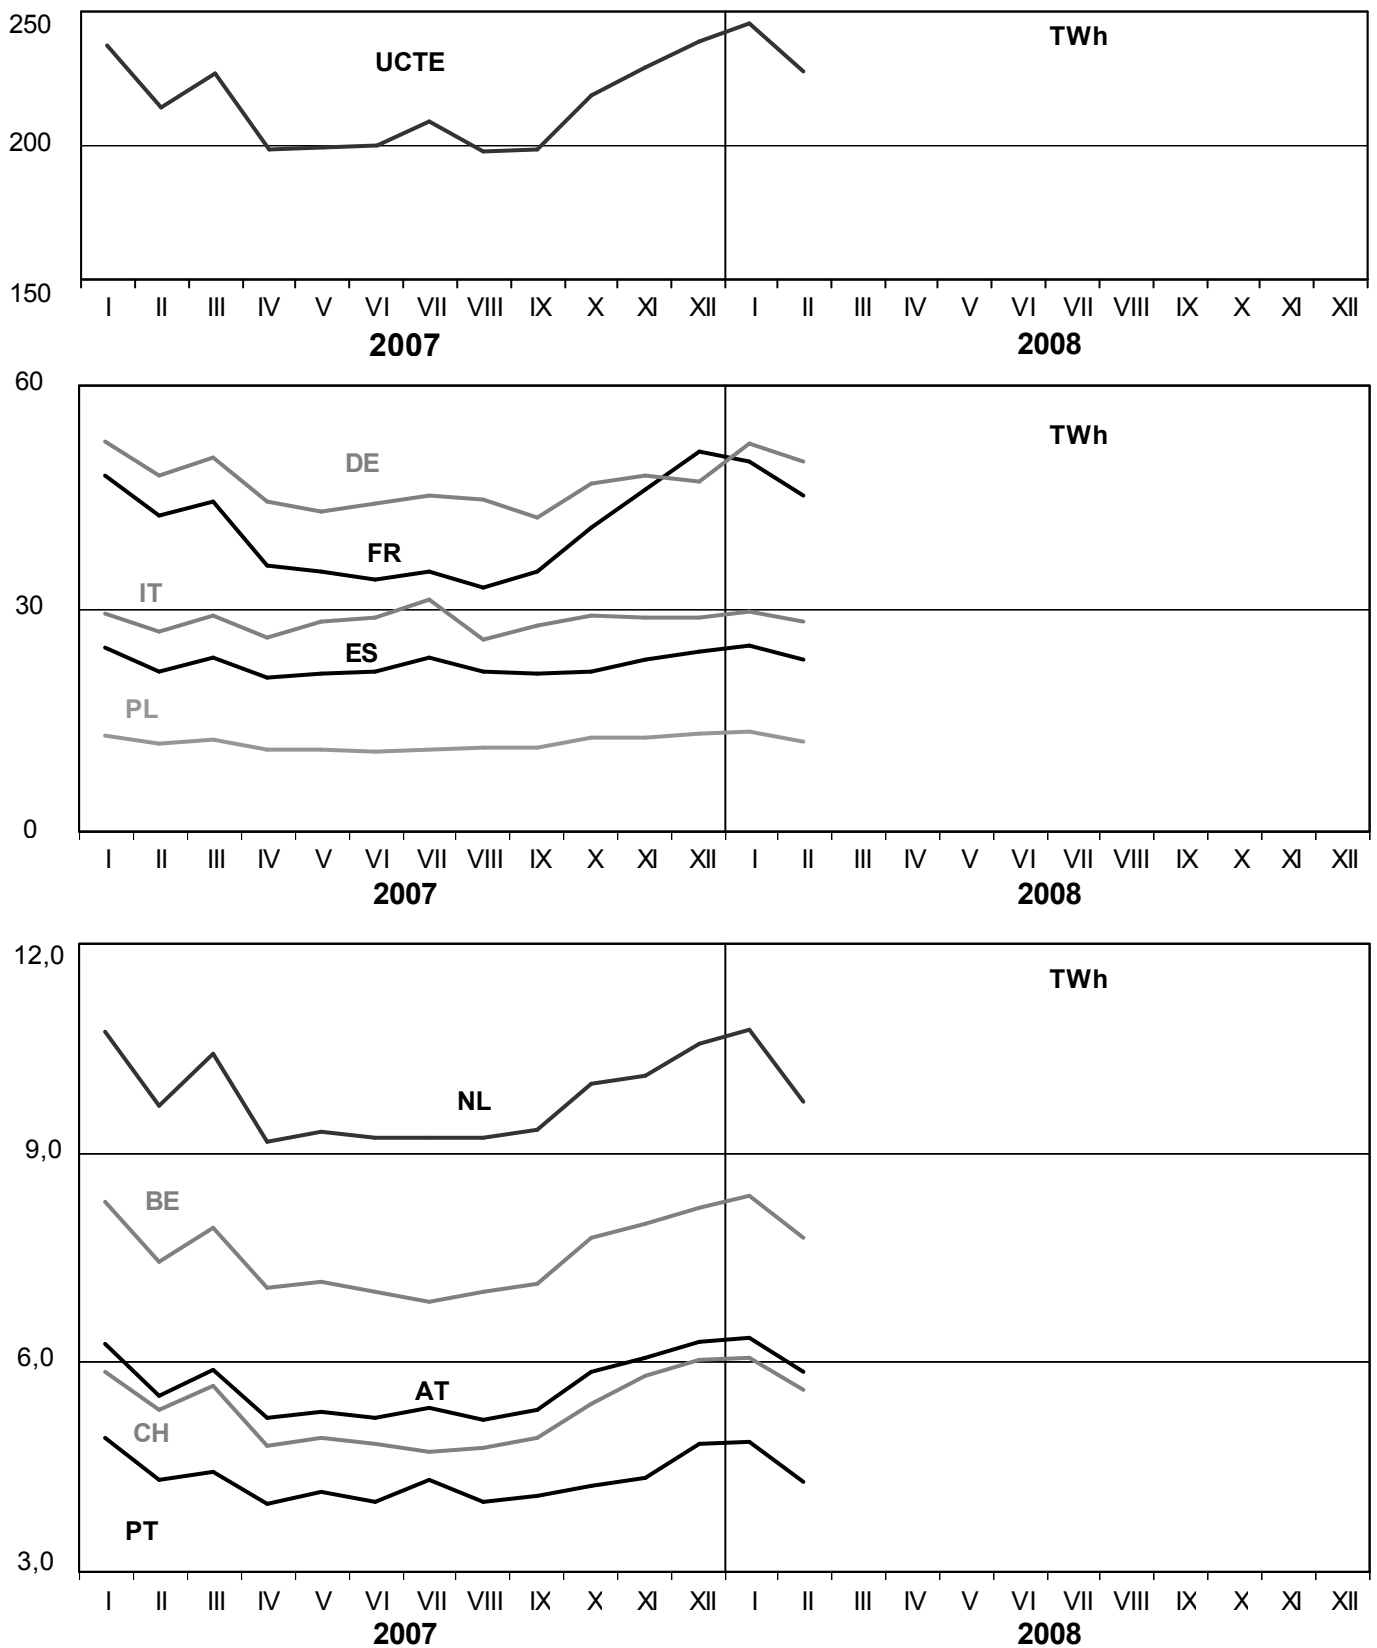 250
TWh
UCTE
200
150
I II III IV V VI VII VIII IX X XI XII I II III IV V VI VII VIII IX X XI XII
2007 2008
60
TWh
DE
FR
IT
30
ES
PL
0
I II III IV V VI VII VIII IX X XI XII I II III IV V VI VII VIII IX X XI XII
2007 2008
12,0
TWh
NL
9,0
BE
6,0
AT
CH
PT
3,0
I II III IV V VI VII VIII IX X XI XII I II III IV V VI VII VIII IX X XI XII
2007 2008